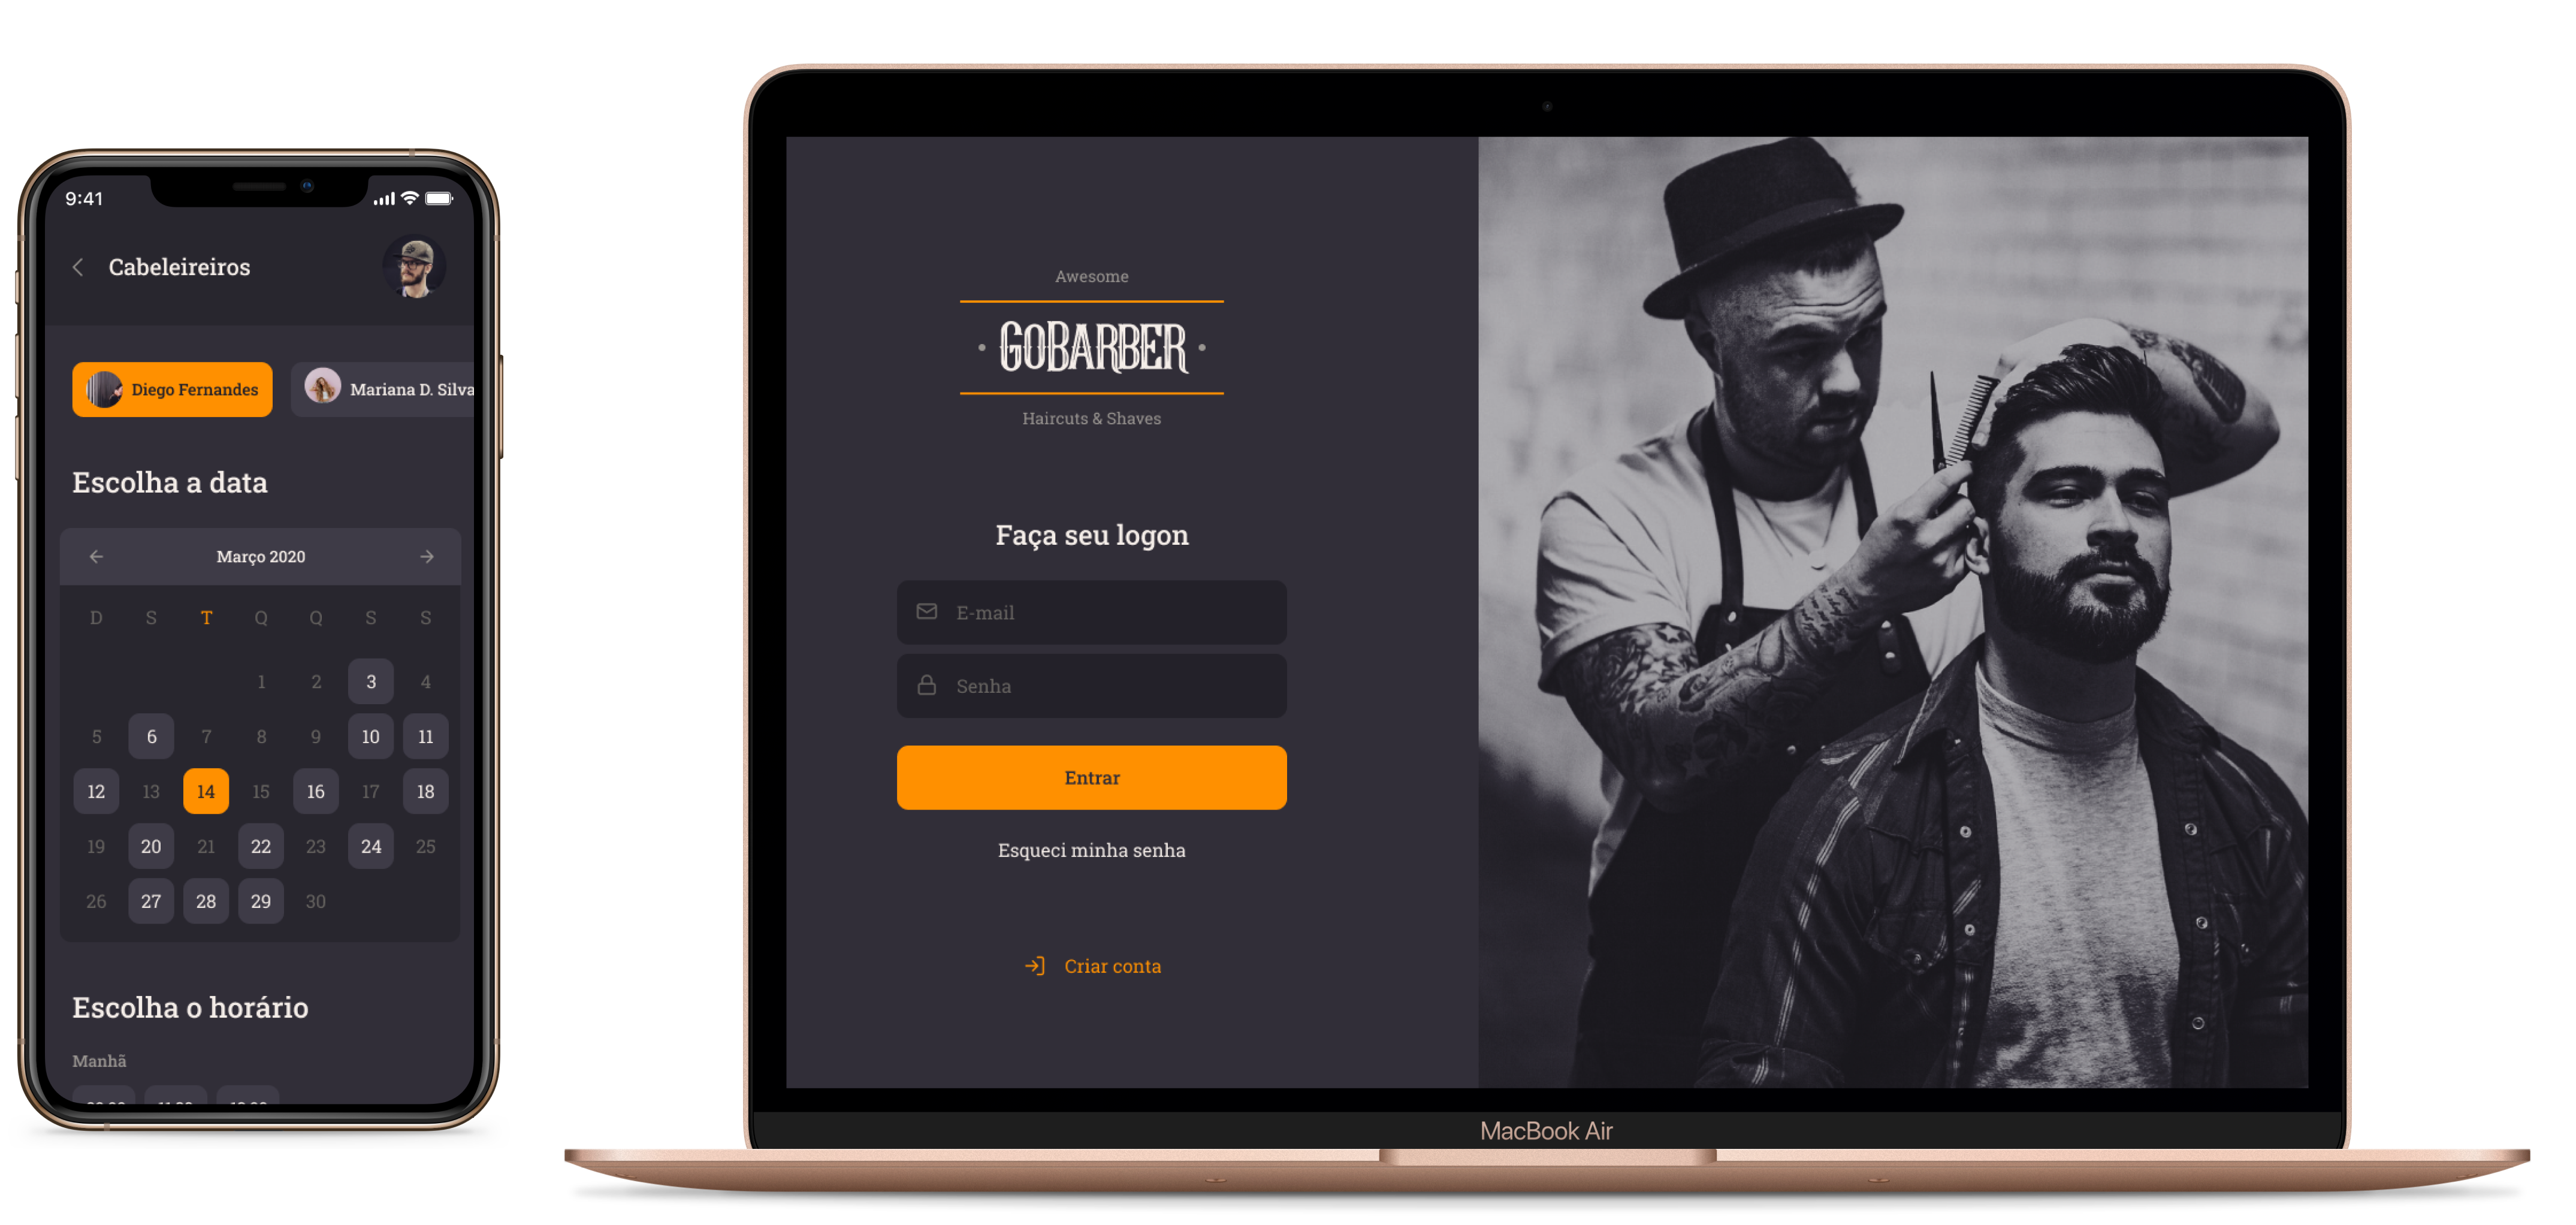 9:41
Cabeleireiros
Diego Fernandes
Mariana D. Silva
Escolha a data
Março 2020
D S T Q Q S S
1 2 3 4
5 6 7 8 9 10 11
12 13 14 15 16 17 18
19 20 21 22 23 24 25
26 27 28 29 30
Escolha o horário
Manhã
Awesome
GOBARBER
Haircuts & Shaves
Faça seu logon
E-mail
Senha
Entrar
Esqueci minha senha
Criar conta
MacBook Air